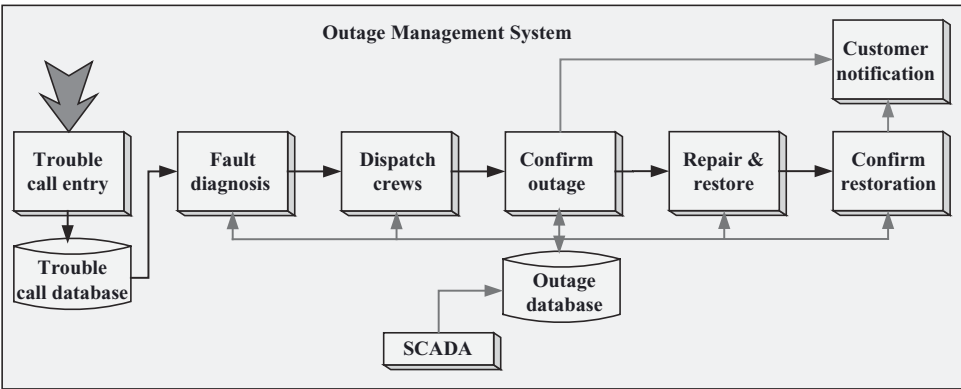 Outage Management System
Customer
notification
Trouble
call entry
Fault
diagnosis
Dispatch
crews
Confirm
outage
Repair &
restore
Confirm
restoration
Trouble
call database
Outage
database
SCADA